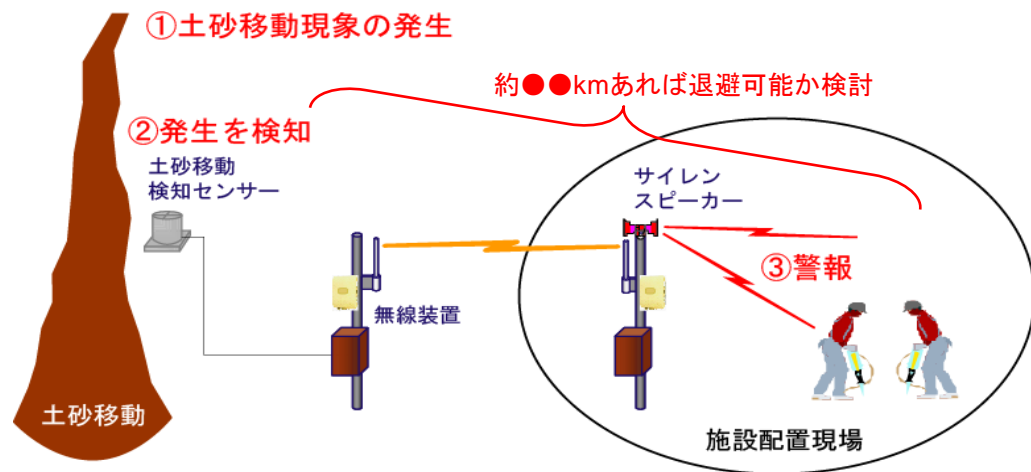 ①土砂移動現象の発生
約●●kmあれば退避可能か検討
②発生を検知
土砂移動
検知センサー
サイレン
スピーカー
③警報
無線装置
土砂移動
施設配置現場